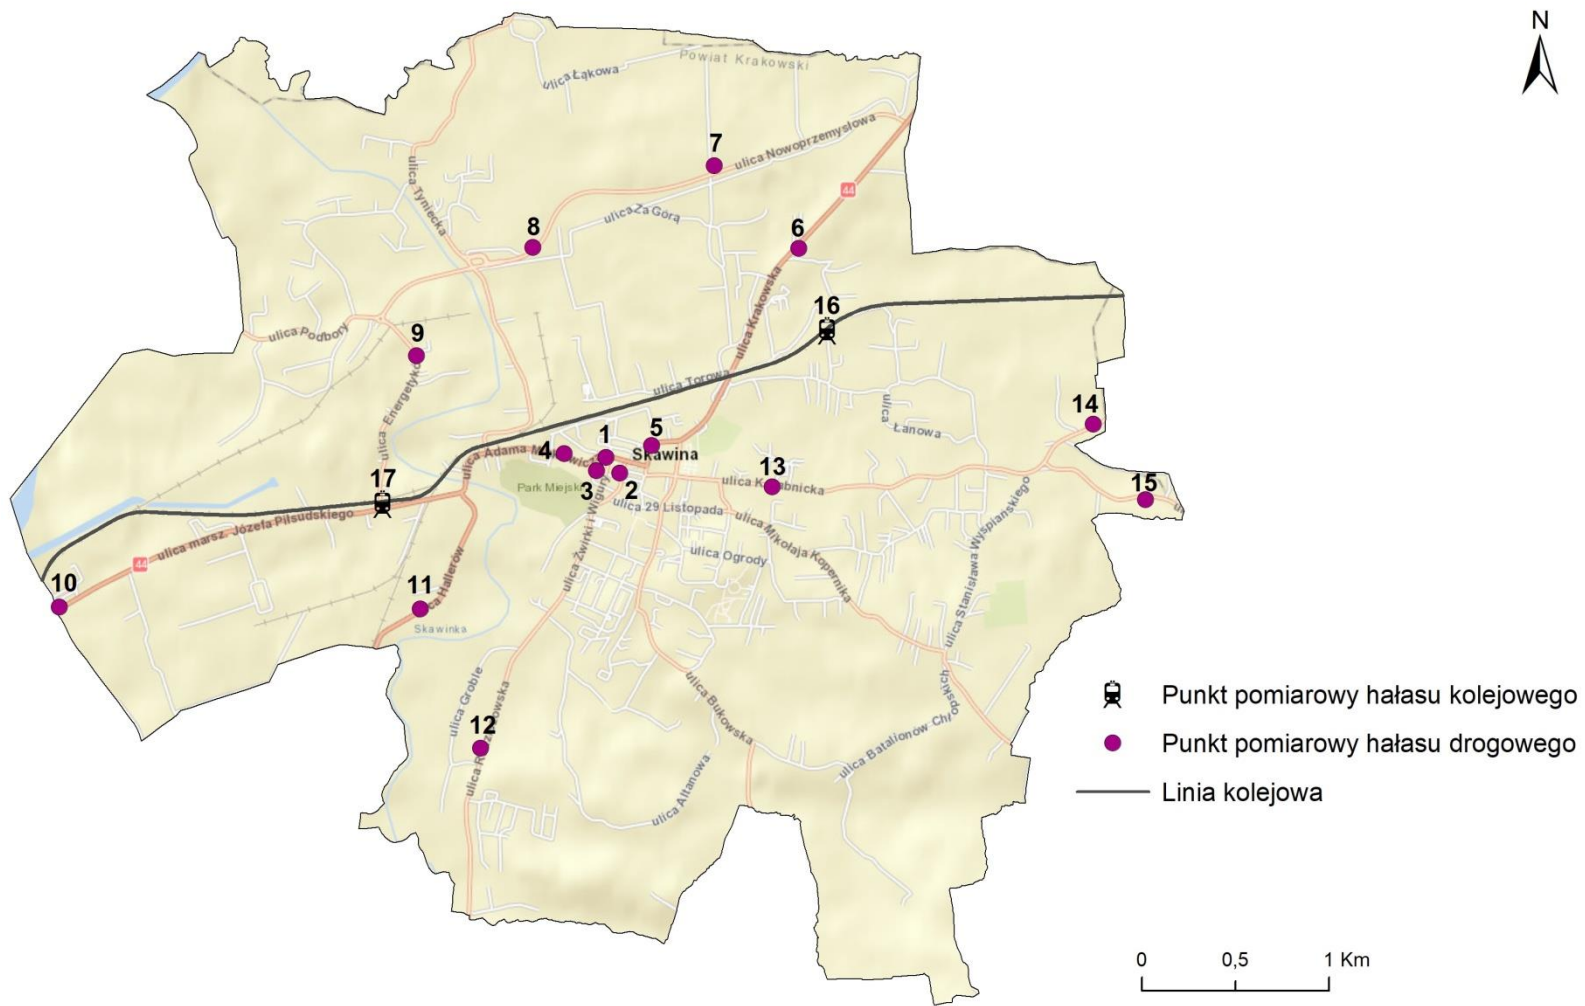 N
Powiat Krakowski
ulica Łąkowa
7
ulica Nowoprzemysłowa
44
ulica Tyniecka
8
ulica Za Górą
6
ulica Krakowska
16
ulica Podbory
9
ulica Torowa
ulica Łanowa
14
5
1
4
Skawina
ulica Adama
3
2
13
17
Park Miejski
ulica
15
ulica 29 Listopada
ulica marsz. Józefa Piłsudskiego
44
ulica Żwirki i Wigury
ulica Mikołaja Kopernika
ulica Ogrody
ulica Stanisława Wyspiańskiego
10
11
ca Hallerów
Skawinka
ulica Groble
12
ulica Bukowska
ulica Batalionów
ulica Altanowa
Punkt pomiarowy hałasu kolejowego
Punkt pomiarowy hałasu drogowego
Linia kolejowa
0 0,5 1 Km